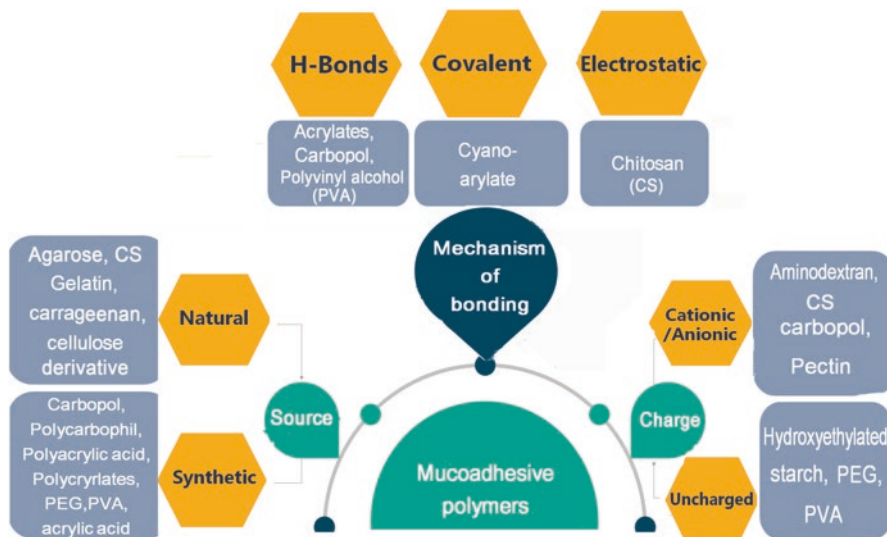 H-Bonds
Covalent
Electrostatic
Acrylates,
Carbopol,
Polyvinyl alcohol
(PVA)
Cyano-
arylate
Chitosan
(CS)
Mechanism
of
bonding
Agarose, CS
Gelatin,
carrageenan,
cellulose
derivative
Natural
Carbopol,
Polycarbophil,
Polyacrylic acid,
Polycryrlates,
PEG,PVA,
acrylic acid
Synthetic
Source
Mucoadhesive
polymers
Charge
Cationic
/Anionic
Aminodextran,
CS
carbopol,
Pectin
Uncharged
Hydroxyethylated
starch, PEG,
PVA